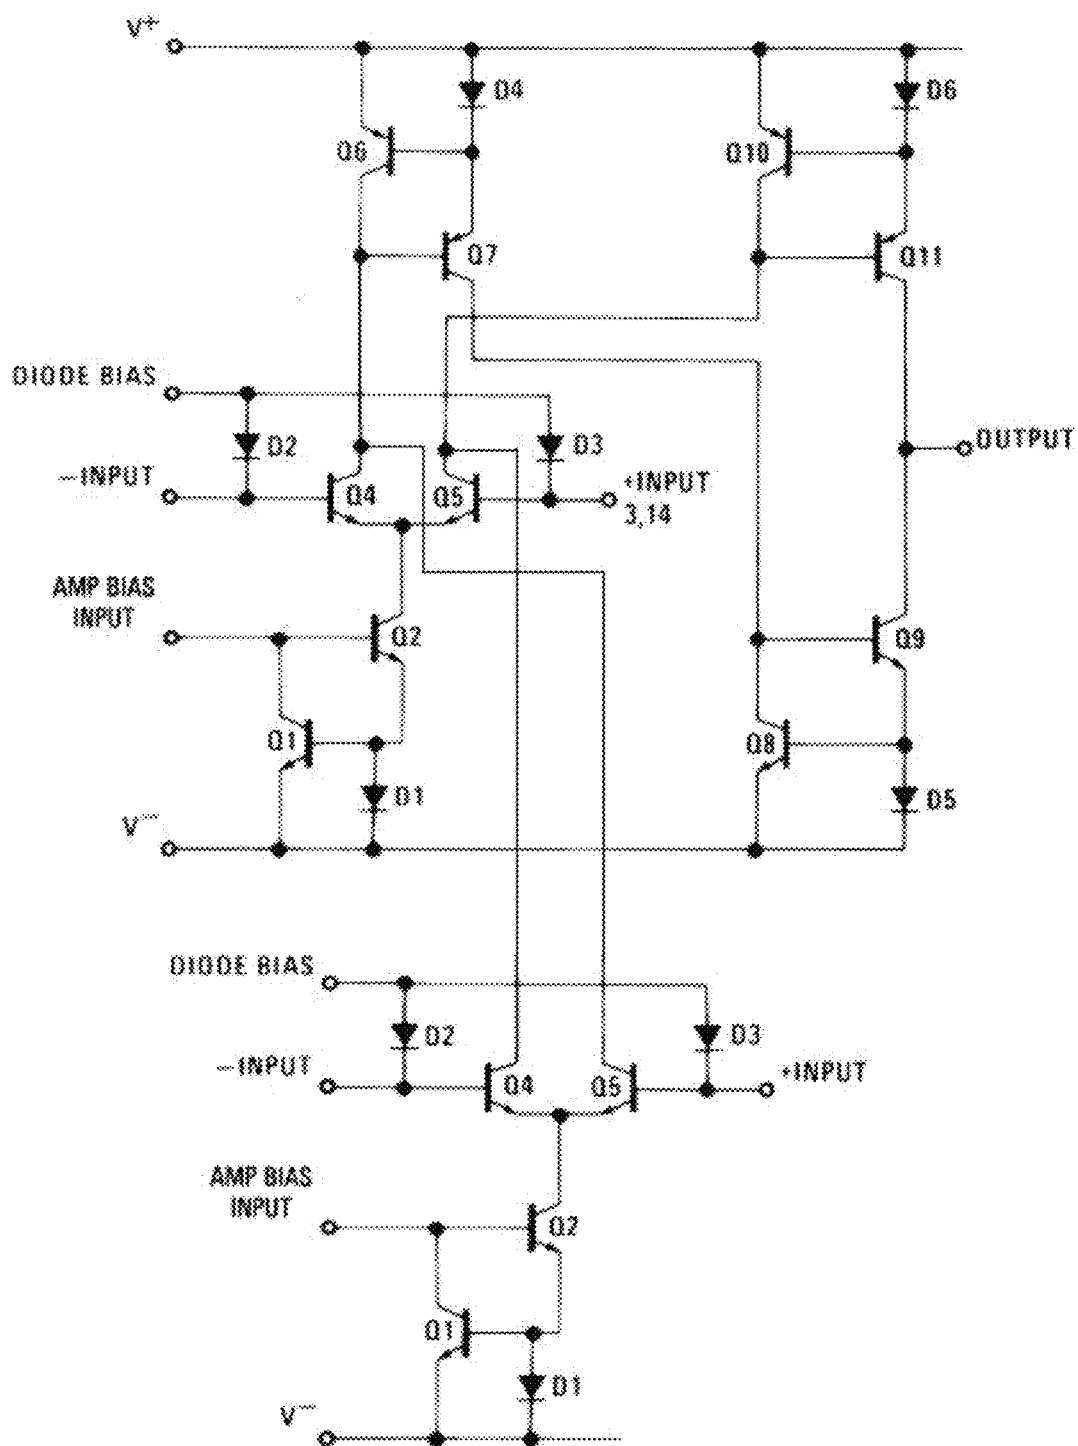 V+
D4
D6
Q6
Q10
Q7
Q11
DIODE BIAS
D2
D3
OUTPUT
–INPUT
Q4
Q5
+INPUT
3,14
AMP BIAS
INPUT
Q2
Q9
Q1
Q8
D1
D5
V–
DIODE BIAS
D2
D3
–INPUT
Q4
Q5
+INPUT
AMP BIAS
INPUT
Q2
Q1
D1
V–